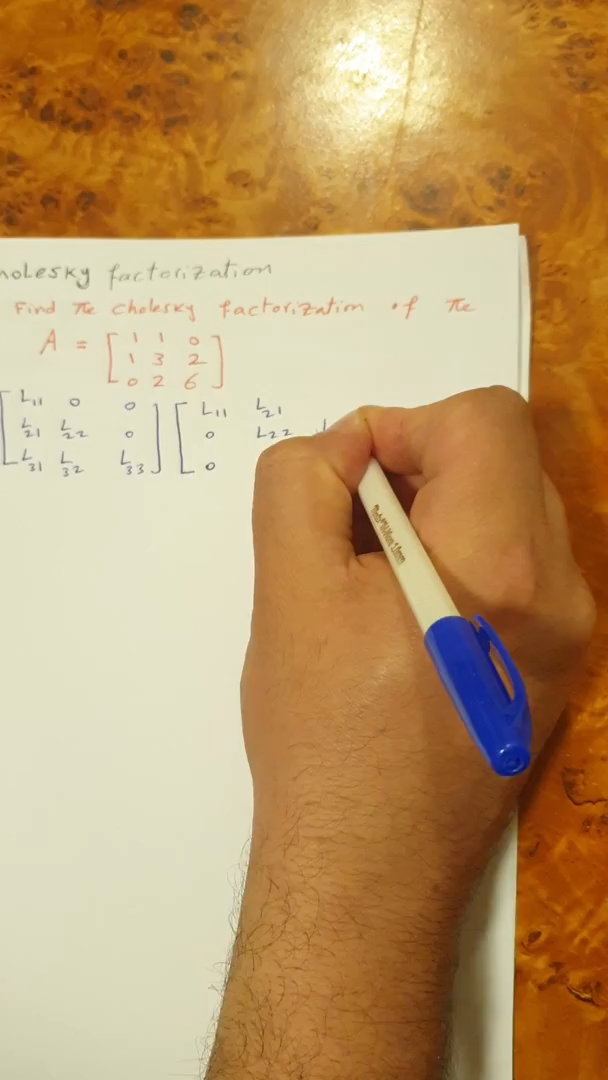 holesky factorization
Find the cholesky factorization of the
A = [ 1 1 0
1 3 2
0 2 6 ]
[ L11 0 0 ] [ L11 L21
L21 L22 0 0 L22 L
L31 L32 L33 0